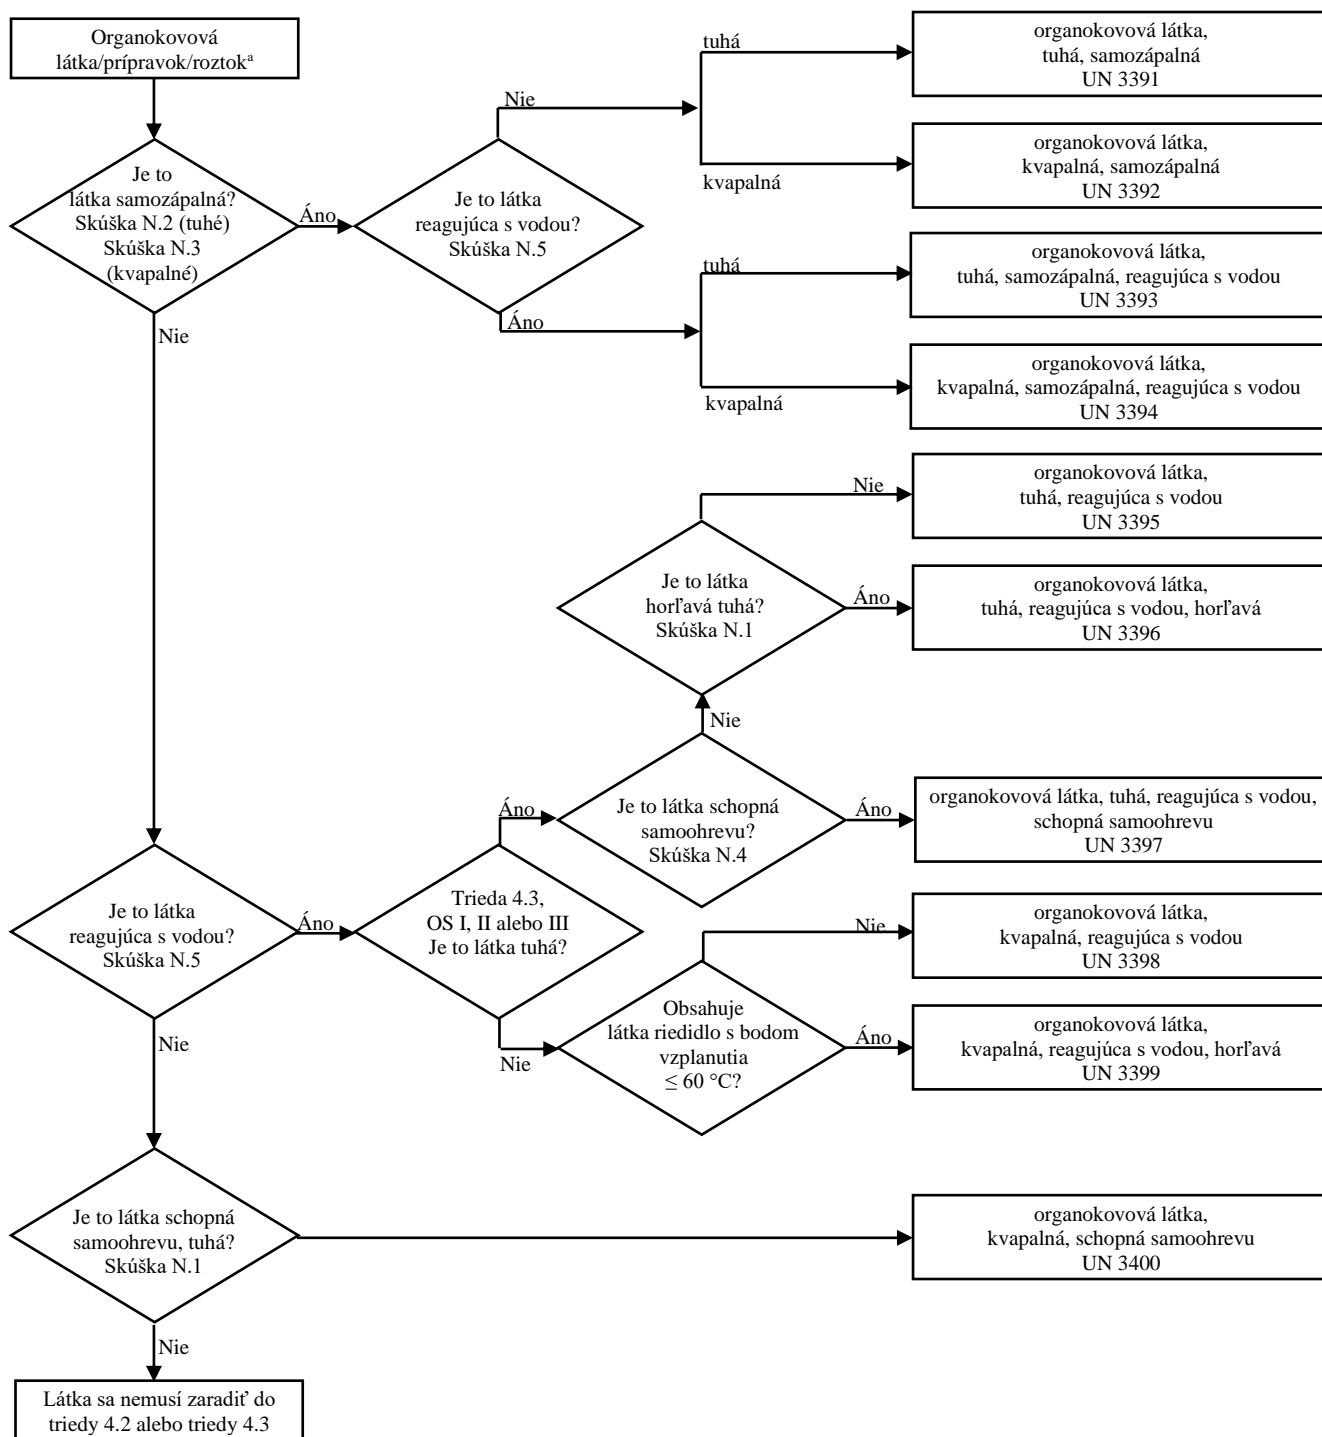 Organokovová
látka/prípravok/roztokᵃ
Je to
látka samozápalná?
Skúška N.2 (tuhé)
Skúška N.3
(kvapalné)
Áno
Nie
Je to látka
reagujúca s vodou?
Skúška N.5
Nie
Áno
tuhá
kvapalná
tuhá
kvapalná
organokovová látka,
tuhá, samozápalná
UN 3391
organokovová látka,
kvapalná, samozápalná
UN 3392
organokovová látka,
tuhá, samozápalná, reagujúca s vodou
UN 3393
organokovová látka,
kvapalná, samozápalná, reagujúca s vodou
UN 3394
Nie
organokovová látka,
tuhá, reagujúca s vodou
UN 3395
Je to látka
horľavá tuhá?
Skúška N.1
Áno
organokovová látka,
tuhá, reagujúca s vodou, horľavá
UN 3396
Nie
Áno
Je to látka schopná
samoohrevu?
Skúška N.4
Áno
organokovová látka, tuhá, reagujúca s vodou,
schopná samoohrevu
UN 3397
Je to látka
reagujúca s vodou?
Skúška N.5
Áno
Trieda 4.3,
OS I, II alebo III
Je to látka tuhá?
Nie
organokovová látka,
kvapalná, reagujúca s vodou
UN 3398
Nie
Nie
Obsahuje
látka riedidlo s bodom
vzplanutia
≤ 60 °C?
Áno
organokovová látka,
kvapalná, reagujúca s vodou, horľavá
UN 3399
Je to látka schopná
samoohrevu, tuhá?
Skúška N.1
organokovová látka,
kvapalná, schopná samoohrevu
UN 3400
Nie
Látka sa nemusí zaradiť do
triedy 4.2 alebo triedy 4.3